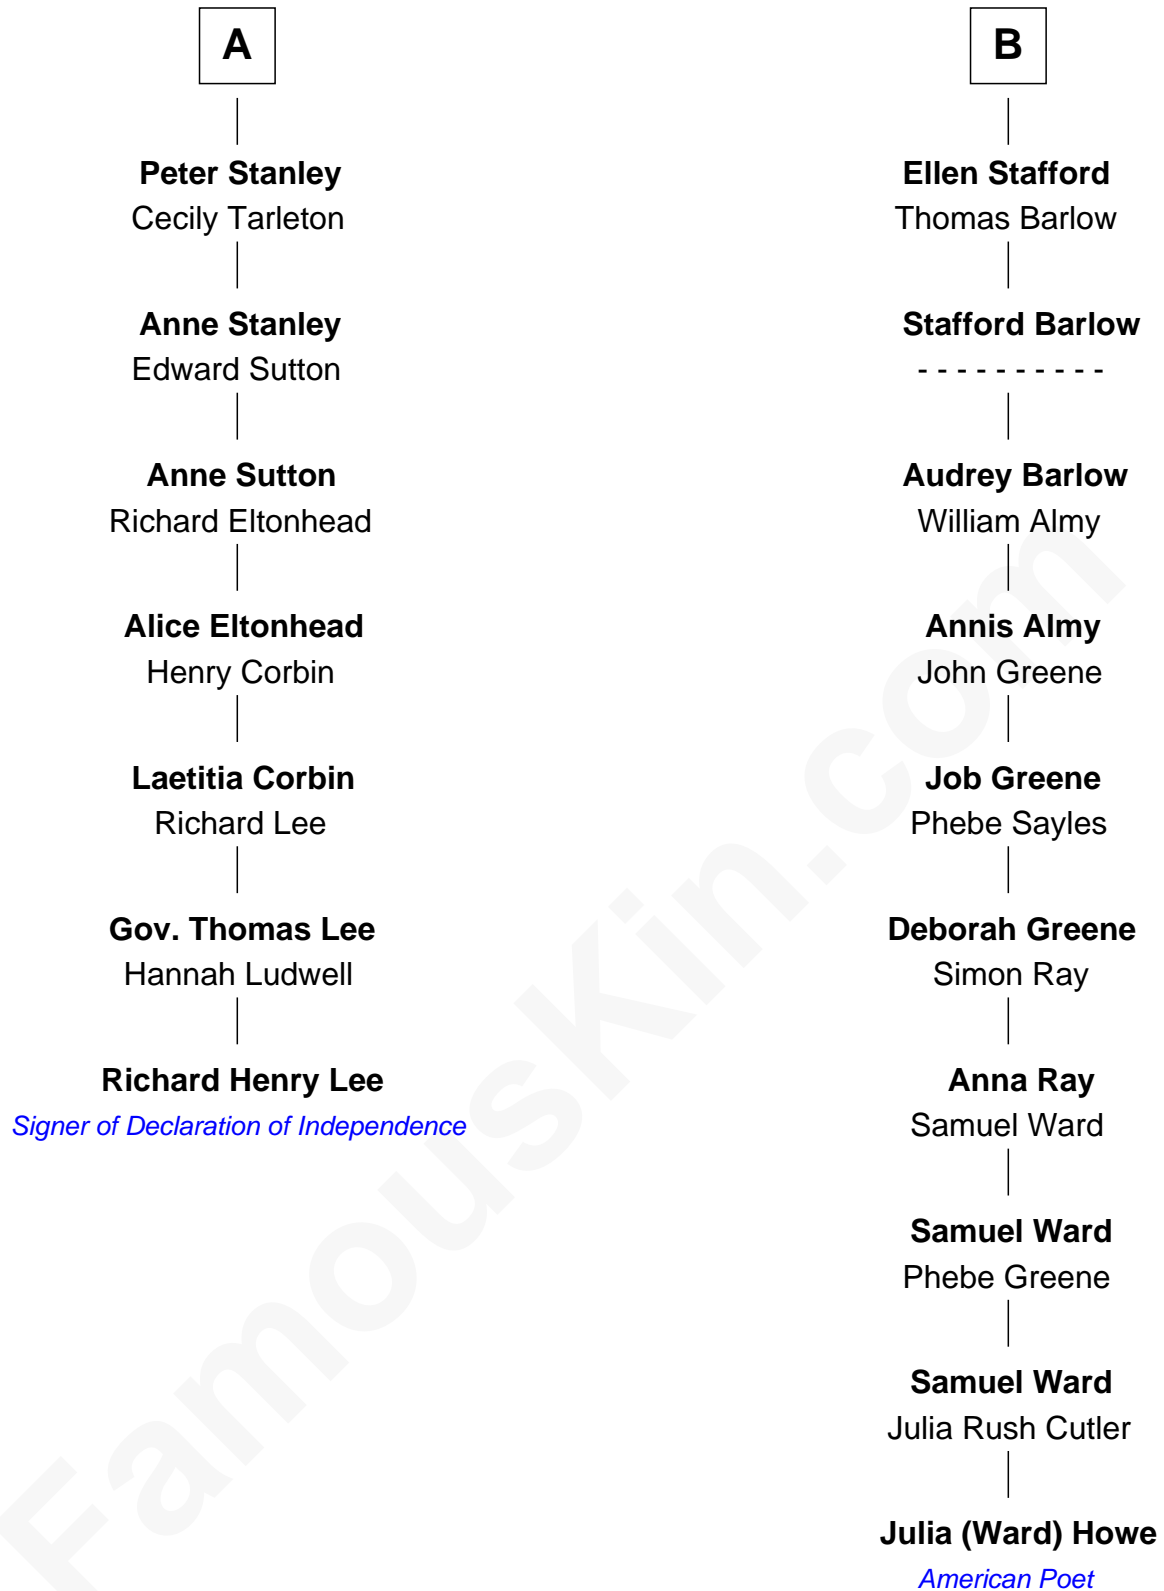 A
Peter Stanley
Cecily Tarleton
Anne Stanley
Edward Sutton
Anne Sutton
Richard Eltonhead
Alice Eltonhead
Henry Corbin
Laetitia Corbin
Richard Lee
Gov. Thomas Lee
Hannah Ludwell
Richard Henry Lee
Signer of Declaration of Independence
B
Ellen Stafford
Thomas Barlow
Stafford Barlow
- - - - - - - - - -
Audrey Barlow
William Almy
Annis Almy
John Greene
Job Greene
Phebe Sayles
Deborah Greene
Simon Ray
Anna Ray
Samuel Ward
Samuel Ward
Phebe Greene
Samuel Ward
Julia Rush Cutler
Julia (Ward) Howe
American Poet
FamousKin.com